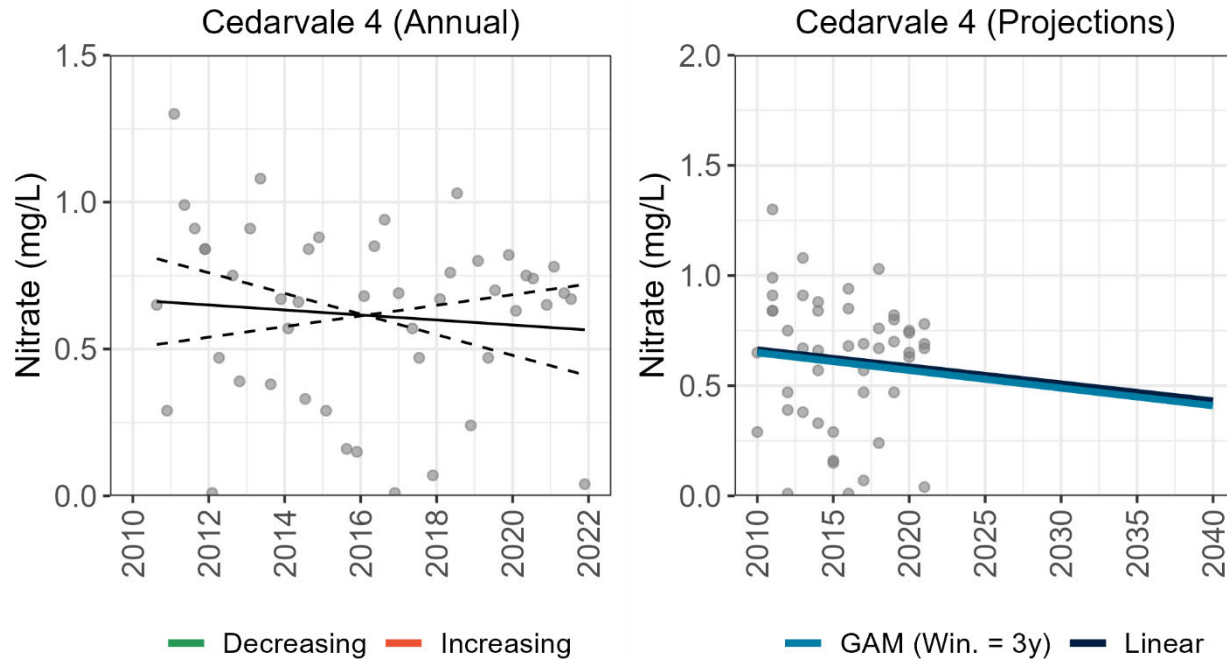 Cedarvale 4 (Annual)
Nitrate (mg/L)
1.5
1.0
0.5
0.0
2010
2012
2014
2016
2018
2020
2022
Decreasing
Increasing
Cedarvale 4 (Projections)
Nitrate (mg/L)
2.0
1.5
1.0
0.5
0.0
2010
2015
2020
2025
2030
2035
2040
GAM (Win. = 3y)
Linear